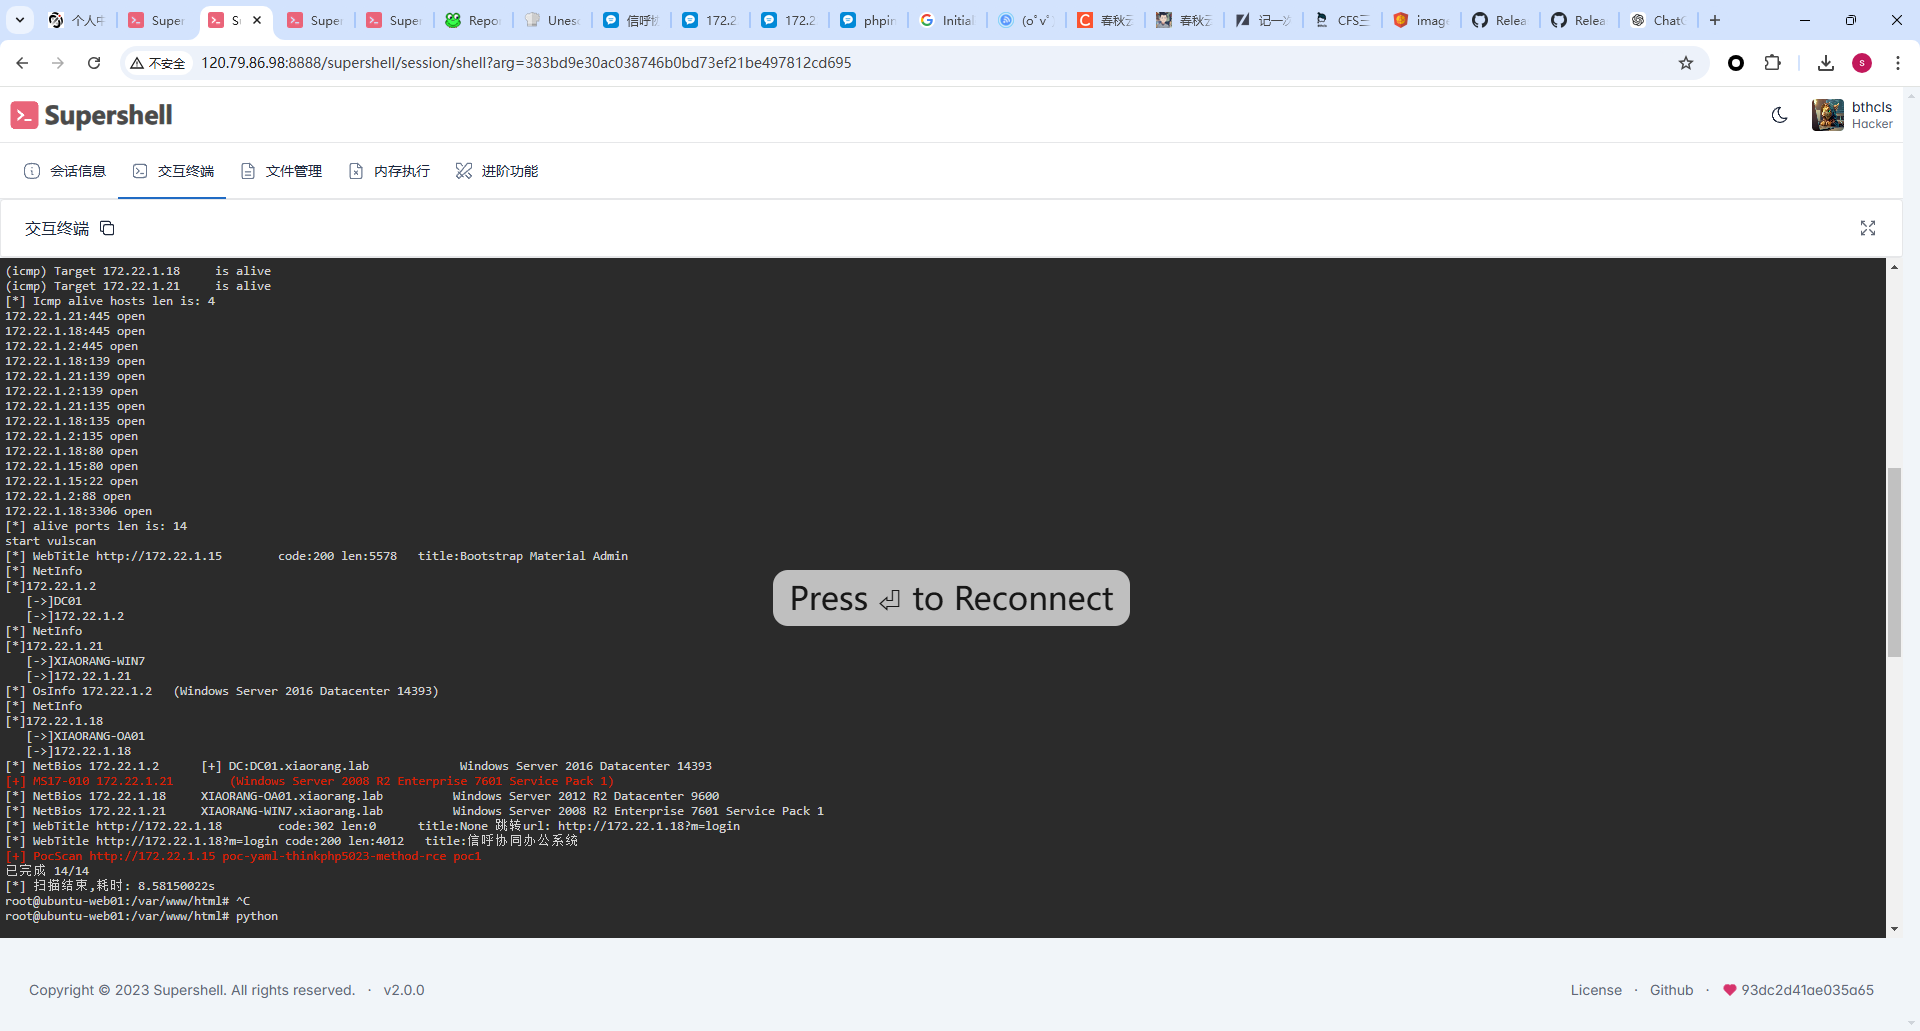 个人中
Super
S
Super
Super
Repo
Unes
信呼协
172.2
172.2
phpin
Initial
(oﾟvﾟ)
春秋云
春秋云
记一次
CFS三
image
Relea
Relea
ChatG
不安全
120.79.86.98:8888/supershell/session/shell?arg=383bd9e30ac038746b0bd73ef21be497812cd695
S
Supershell
bthcls
Hacker
会话信息
交互终端
文件管理
内存执行
进阶功能
交互终端
(icmp) Target 172.22.1.18     is alive
(icmp) Target 172.22.1.21     is alive
[*] Icmp alive hosts len is: 4
172.22.1.21:445 open
172.22.1.18:445 open
172.22.1.2:445 open
172.22.1.18:139 open
172.22.1.21:139 open
172.22.1.2:139 open
172.22.1.21:135 open
172.22.1.18:135 open
172.22.1.2:135 open
172.22.1.18:80 open
172.22.1.15:80 open
172.22.1.15:22 open
172.22.1.2:88 open
172.22.1.18:3306 open
[*] alive ports len is: 14
start vulscan
[*] WebTitle http://172.22.1.15        code:200 len:5578   title:Bootstrap Material Admin
[*] NetInfo
[*]172.22.1.2
   [->]DC01
   [->]172.22.1.2
[*] NetInfo
[*]172.22.1.21
   [->]XIAORANG-WIN7
   [->]172.22.1.21
[*] OsInfo 172.22.1.2   (Windows Server 2016 Datacenter 14393)
[*] NetInfo
[*]172.22.1.18
   [->]XIAORANG-OA01
   [->]172.22.1.18
[*] NetBios 172.22.1.2      [+] DC:DC01.xiaorang.lab             Windows Server 2016 Datacenter 14393
[+] MS17-010 172.22.1.21        (Windows Server 2008 R2 Enterprise 7601 Service Pack 1)
[*] NetBios 172.22.1.18     XIAORANG-OA01.xiaorang.lab          Windows Server 2012 R2 Datacenter 9600
[*] NetBios 172.22.1.21     XIAORANG-WIN7.xiaorang.lab          Windows Server 2008 R2 Enterprise 7601 Service Pack 1
[*] WebTitle http://172.22.1.18        code:302 len:0      title:None 跳转url: http://172.22.1.18?m=login
[*] WebTitle http://172.22.1.18?m=login code:200 len:4012   title:信呼协同办公系统
[+] PocScan http://172.22.1.15 poc-yaml-thinkphp5023-method-rce poc1
已完成 14/14
[*] 扫描结束,耗时: 8.58150022s
root@ubuntu-web01:/var/www/html# ^C
root@ubuntu-web01:/var/www/html# python
Press ⏎ to Reconnect
Copyright © 2023 Supershell. All rights reserved. · v2.0.0
License · Github · 93dc2d41ae035a65